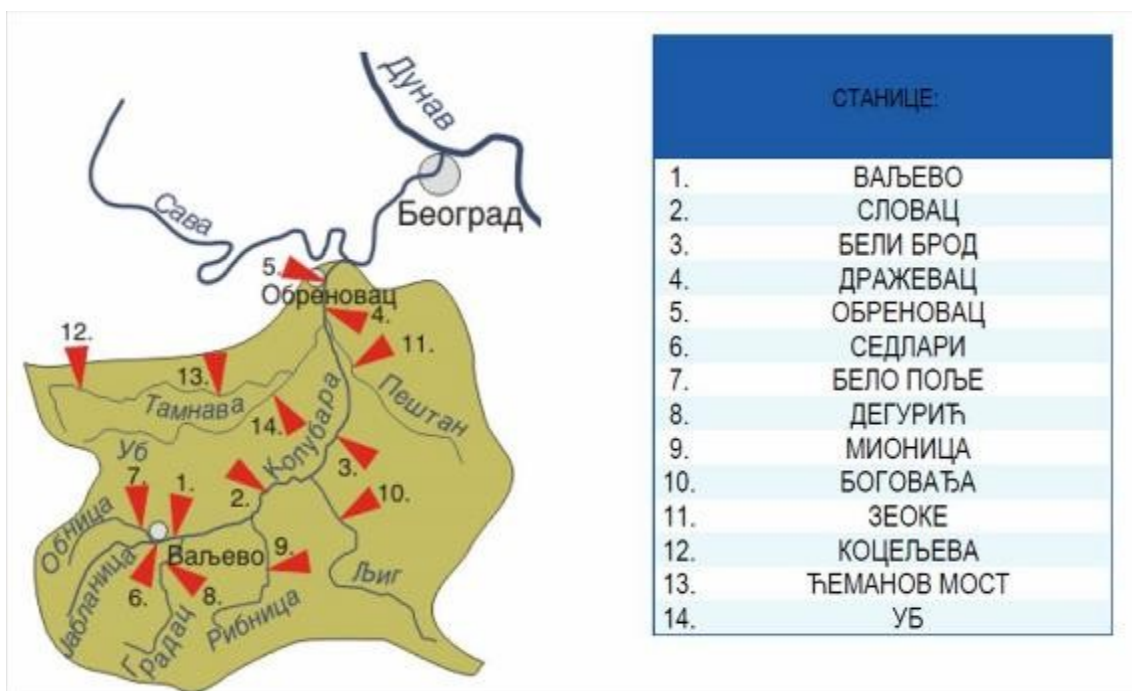 Дунав
Београд
Сава
5.
Обреновац
4.
12.
11.
13.
Тамнава
Пештан
14.
Уб
Колубара
7.
1.
2.
3.
10.
Обница
Ваљево
9.
Љиг
Јабланица
6.
8.
Градац
Рибница
СТАНИЦЕ:
1. ВАЉЕВО
2. СЛОВАЦ
3. БЕЛИ БРОД
4. ДРАЖЕВАЦ
5. ОБРЕНОВАЦ
6. СЕДЛАРИ
7. БЕЛО ПОЉЕ
8. ДЕГУРИЋ
9. МИОНИЦА
10. БОГОВАЂА
11. ЗЕОКЕ
12. КОЦЕЉЕВА
13. ЋЕМАНОВ МОСТ
14. УБ